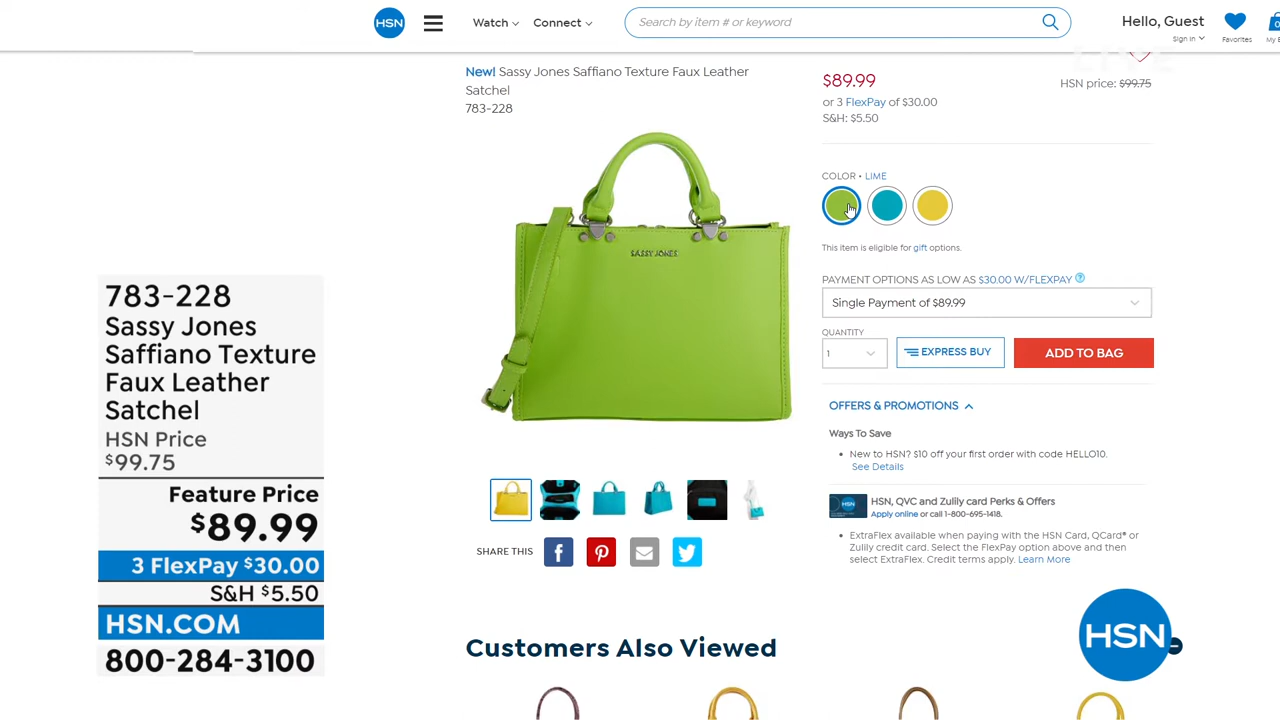 HSN
Watch
Connect
Search by item # or keyword
Hello, Guest
Sign In
Favorites
0
LIVE
New! Sassy Jones Saffiano Texture Faux Leather
Satchel
783-228
$89.99
HSN price: $99.75
or 3 FlexPay of $30.00
S&H: $5.50
COLOR • LIME
This item is eligible for gift options.
PAYMENT OPTIONS AS LOW AS $30.00 W/FLEXPAY ?
Single Payment of $89.99
QUANTITY
1
EXPRESS BUY
ADD TO BAG
OFFERS & PROMOTIONS
Ways To Save
New to HSN? $10 off your first order with code HELLO10.
See Details
HSN
HSN, QVC and Zulily card Perks & Offers
Apply online or call 1-800-695-1418.
ExtraFlex available when paying with the HSN Card, QCard® or
Zulily credit card. Select the FlexPay option above and then
select ExtraFlex. Credit terms apply. Learn More
SASSY JONES
SHARE THIS
Customers Also Viewed
783-228
Sassy Jones
Saffiano Texture
Faux Leather
Satchel
HSN Price
$99.75
Feature Price
$89.99
3 FlexPay $30.00
S&H $5.50
HSN.COM
800-284-3100
HSN